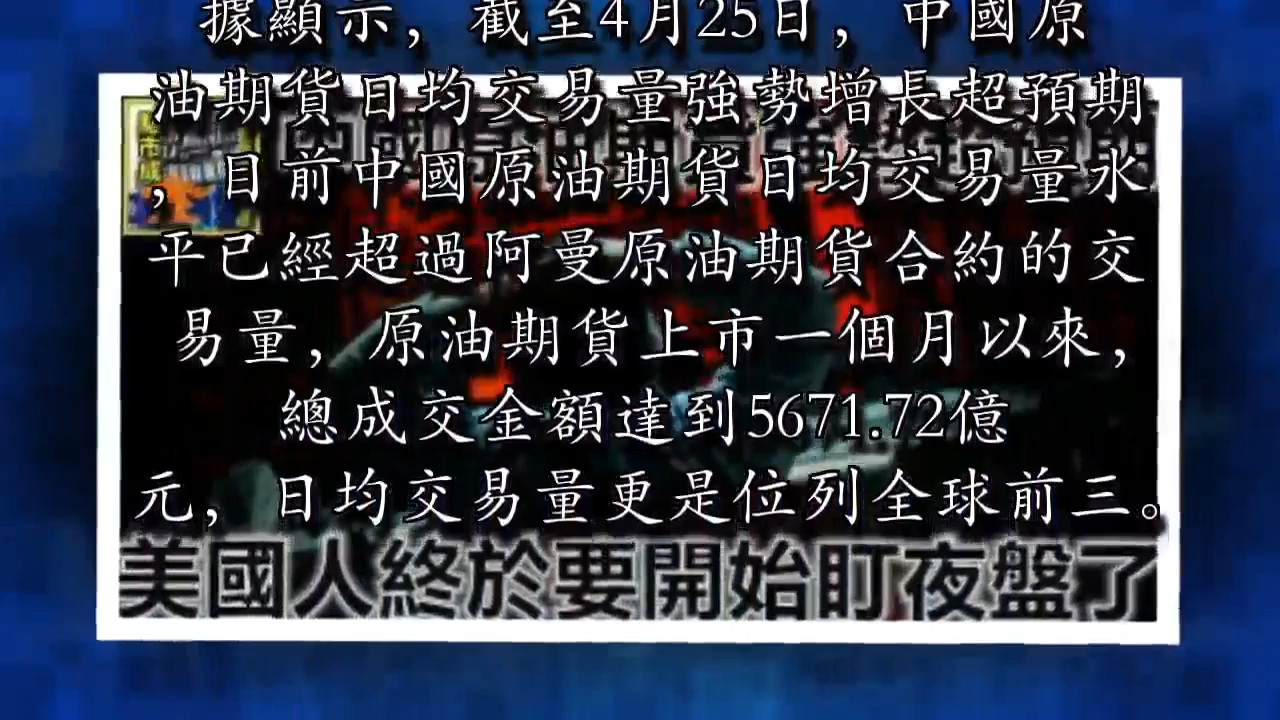 據顯示，截至4月25日，中國原
油期貨日均交易量強勢增長超預期
，目前中國原油期貨日均交易量水
平已經超過阿曼原油期貨合約的交
易量，原油期貨上市一個月以來，
總成交金額達到5671.72億
元，日均交易量更是位列全球前三。
美國人終於要開始盯夜盤了